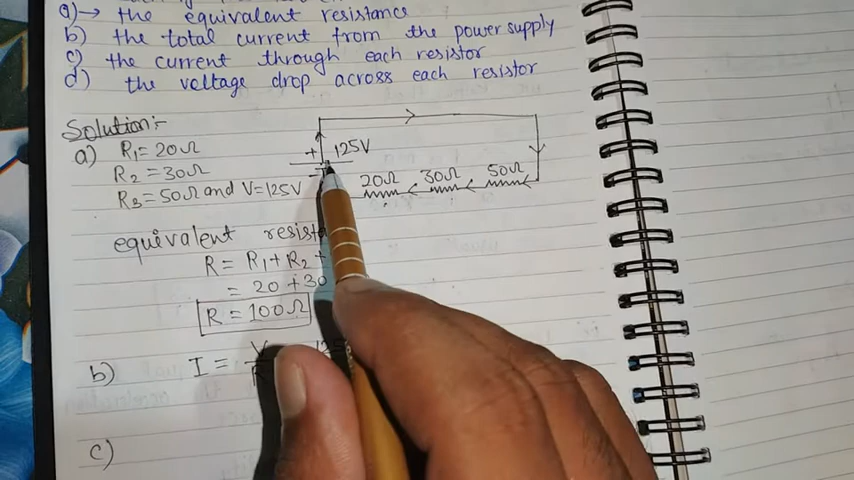 a)→ the equivalent resistance
b) the total current from the power supply
c) the current through each resistor
d) the voltage drop across each resistor
Solution:-
a) R₁=20Ω
R₂=30Ω
R₃=50Ω and V=125V
+ 125V
-
20Ω 30Ω 50Ω
equivalent
R = R₁+R₂+
= 20+30
R = 100Ω
b) I = V
c)